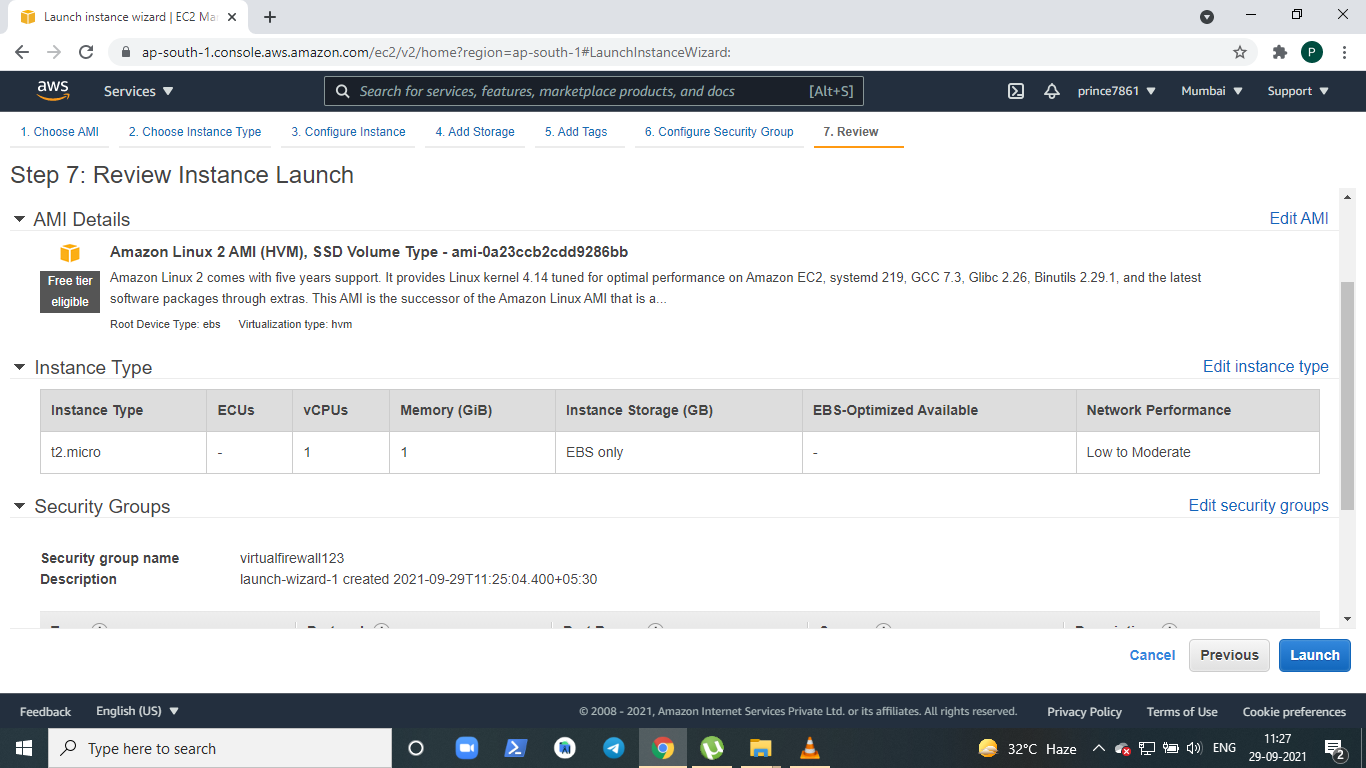 Launch instance wizard | EC2 Ma
ap-south-1.console.aws.amazon.com/ec2/v2/home?region=ap-south-1#LaunchInstanceWizard:
P
aws
Services
Search for services, features, marketplace products, and docs
[Alt+S]
prince7861
Mumbai
Support
1. Choose AMI
2. Choose Instance Type
3. Configure Instance
4. Add Storage
5. Add Tags
6. Configure Security Group
7. Review
Step 7: Review Instance Launch
AMI Details
Edit AMI
Free tier
eligible
Amazon Linux 2 AMI (HVM), SSD Volume Type - ami-0a23ccb2cdd9286bb
Amazon Linux 2 comes with five years support. It provides Linux kernel 4.14 tuned for optimal performance on Amazon EC2, systemd 219, GCC 7.3, Glibc 2.26, Binutils 2.29.1, and the latest
software packages through extras. This AMI is the successor of the Amazon Linux AMI that is a...
Root Device Type: ebs Virtualization type: hvm
Instance Type
Edit instance type
Instance Type ECUs vCPUs Memory (GiB) Instance Storage (GB) EBS-Optimized Available Network Performance
t2.micro - 1 1 EBS only - Low to Moderate
Security Groups
Edit security groups
Security group name virtualfirewall123
Description launch-wizard-1 created 2021-09-29T11:25:04.400+05:30
Cancel
Previous
Launch
Feedback
English (US)
© 2008 - 2021, Amazon Internet Services Private Ltd. or its affiliates. All rights reserved.
Privacy Policy
Terms of Use
Cookie preferences
Type here to search
32°C Haze
ENG
11:27
29-09-2021
2